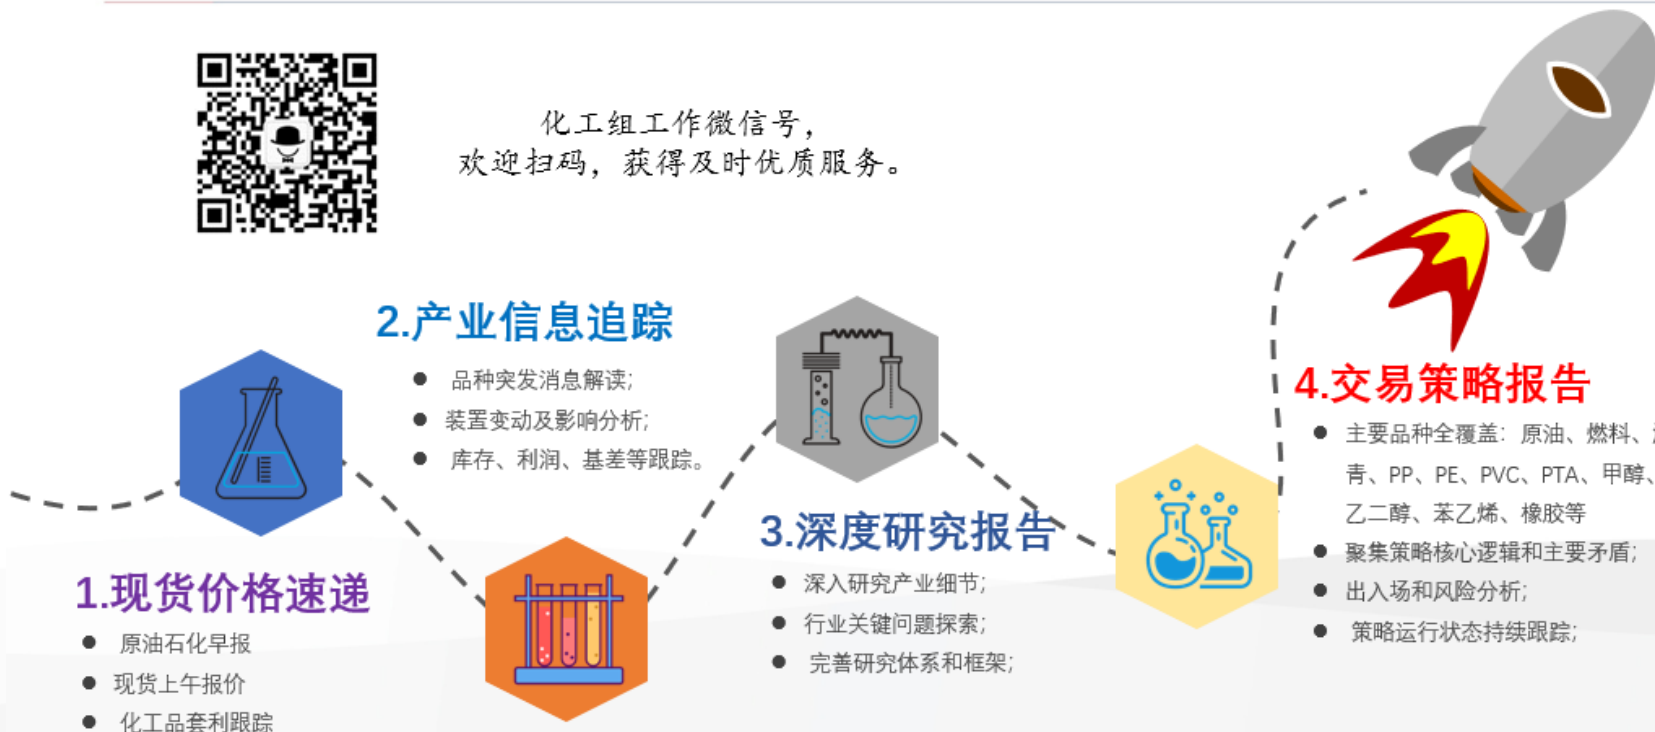 化工组工作微信号，
欢迎扫码，获得及时优质服务。
2.产业信息追踪
● 品种突发消息解读;
● 装置变动及影响分析;
● 库存、利润、基差等跟踪。
1.现货价格速递
● 原油石化早报
● 现货上午报价
● 化工品套利跟踪
3.深度研究报告
● 深入研究产业细节;
● 行业关键问题探索;
● 完善研究体系和框架;
4.交易策略报告
● 主要品种全覆盖：原油、燃料、
青、PP、PE、PVC、PTA、甲醇、
乙二醇、苯乙烯、橡胶等
● 聚集策略核心逻辑和主要矛盾;
● 出入场和风险分析;
● 策略运行状态持续跟踪;